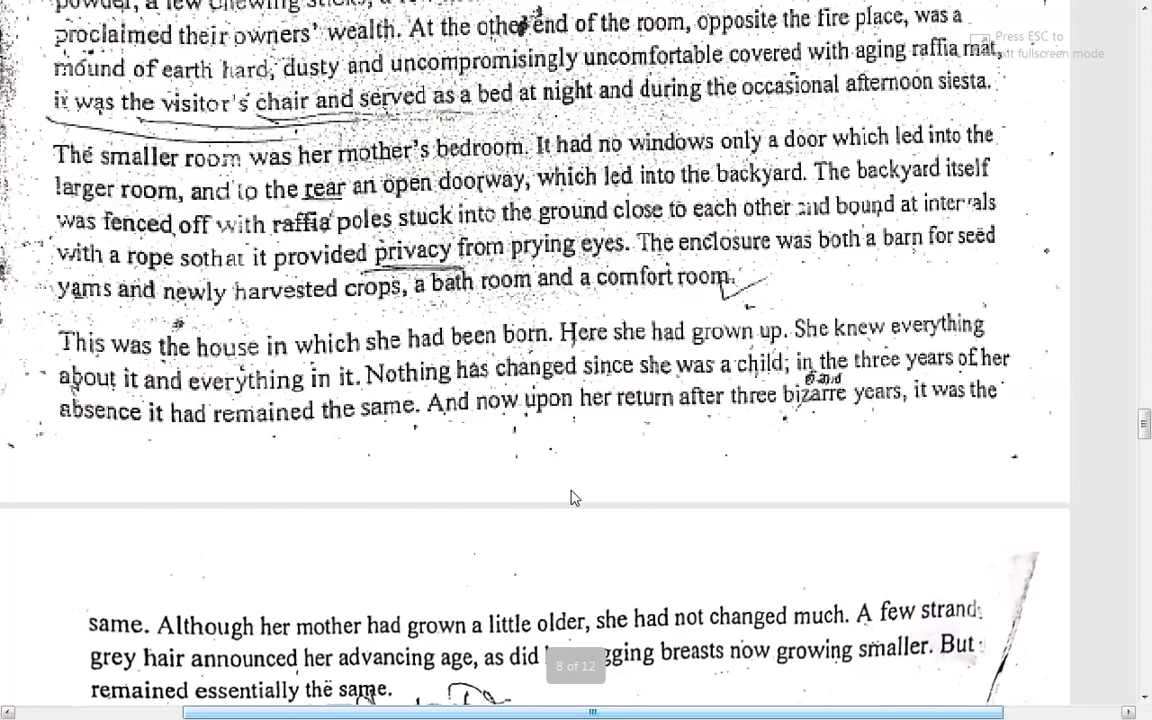 powder, a few chewing sticks, a
proclaimed their owners' wealth. At the other end of the room, opposite the fire place, was a
mound of earth hard, dusty and uncompromisingly uncomfortable covered with aging raffia mat,
it was the visitor's chair and served as a bed at night and during the occasional afternoon siesta.
Press ESC to
exit fullscreen mode
The smaller room was her mother's bedroom. It had no windows only a door which led into the
larger room, and to the rear an open doorway, which led into the backyard. The backyard itself
was fenced off with raffia poles stuck into the ground close to each other and bound at intervals
with a rope sothat it provided privacy from prying eyes. The enclosure was both a barn for seed
yams and newly harvested crops, a bath room and a comfort room.
This was the house in which she had been born. Here she had grown up. She knew everything
about it and everything in it. Nothing has changed since she was a child; in the three years of her
absence it had remained the same. And now upon her return after three bizarre years, it was the
same. Although her mother had grown a little older, she had not changed much. A few strand
grey hair announced her advancing age, as did gging breasts now growing smaller. But
8 of 12
remained essentially the same.